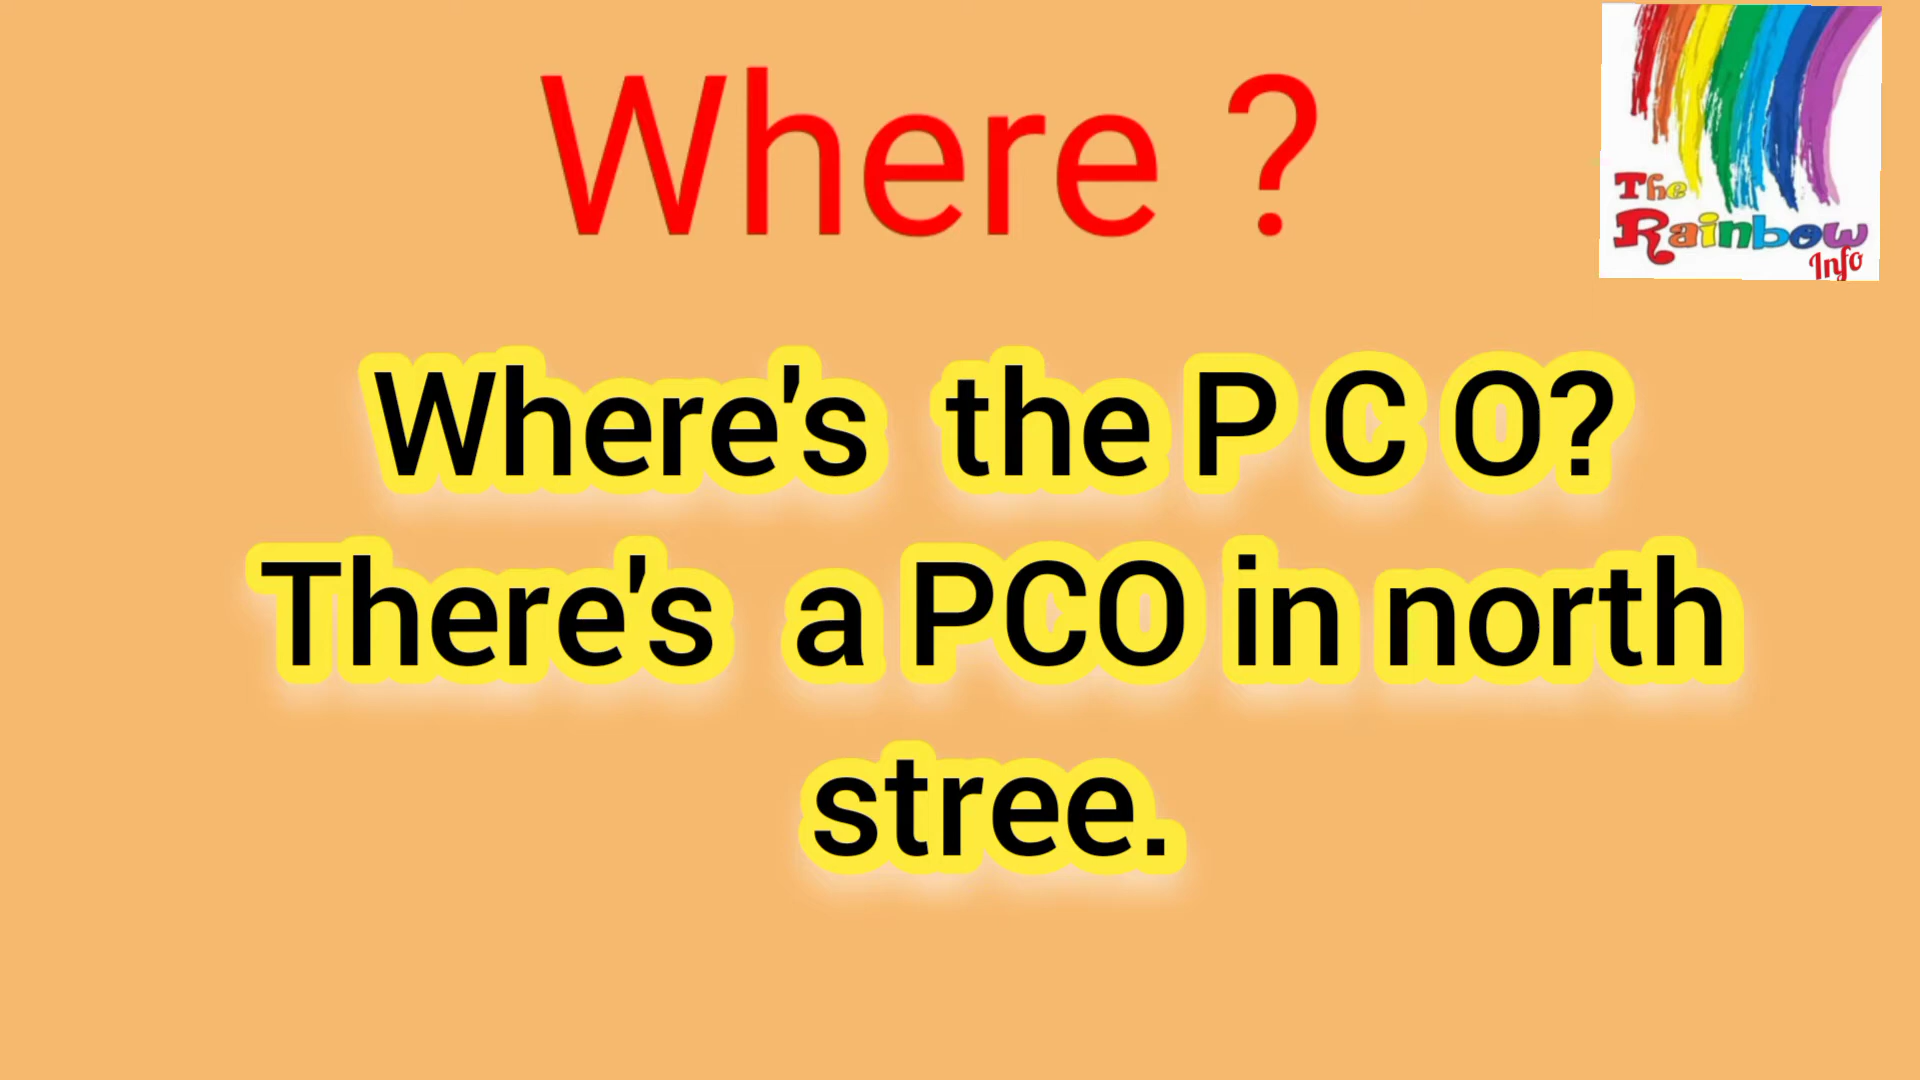 Where ?
The
Rainbow
Info
Where's the P C O?
There's a PCO in north
stree.